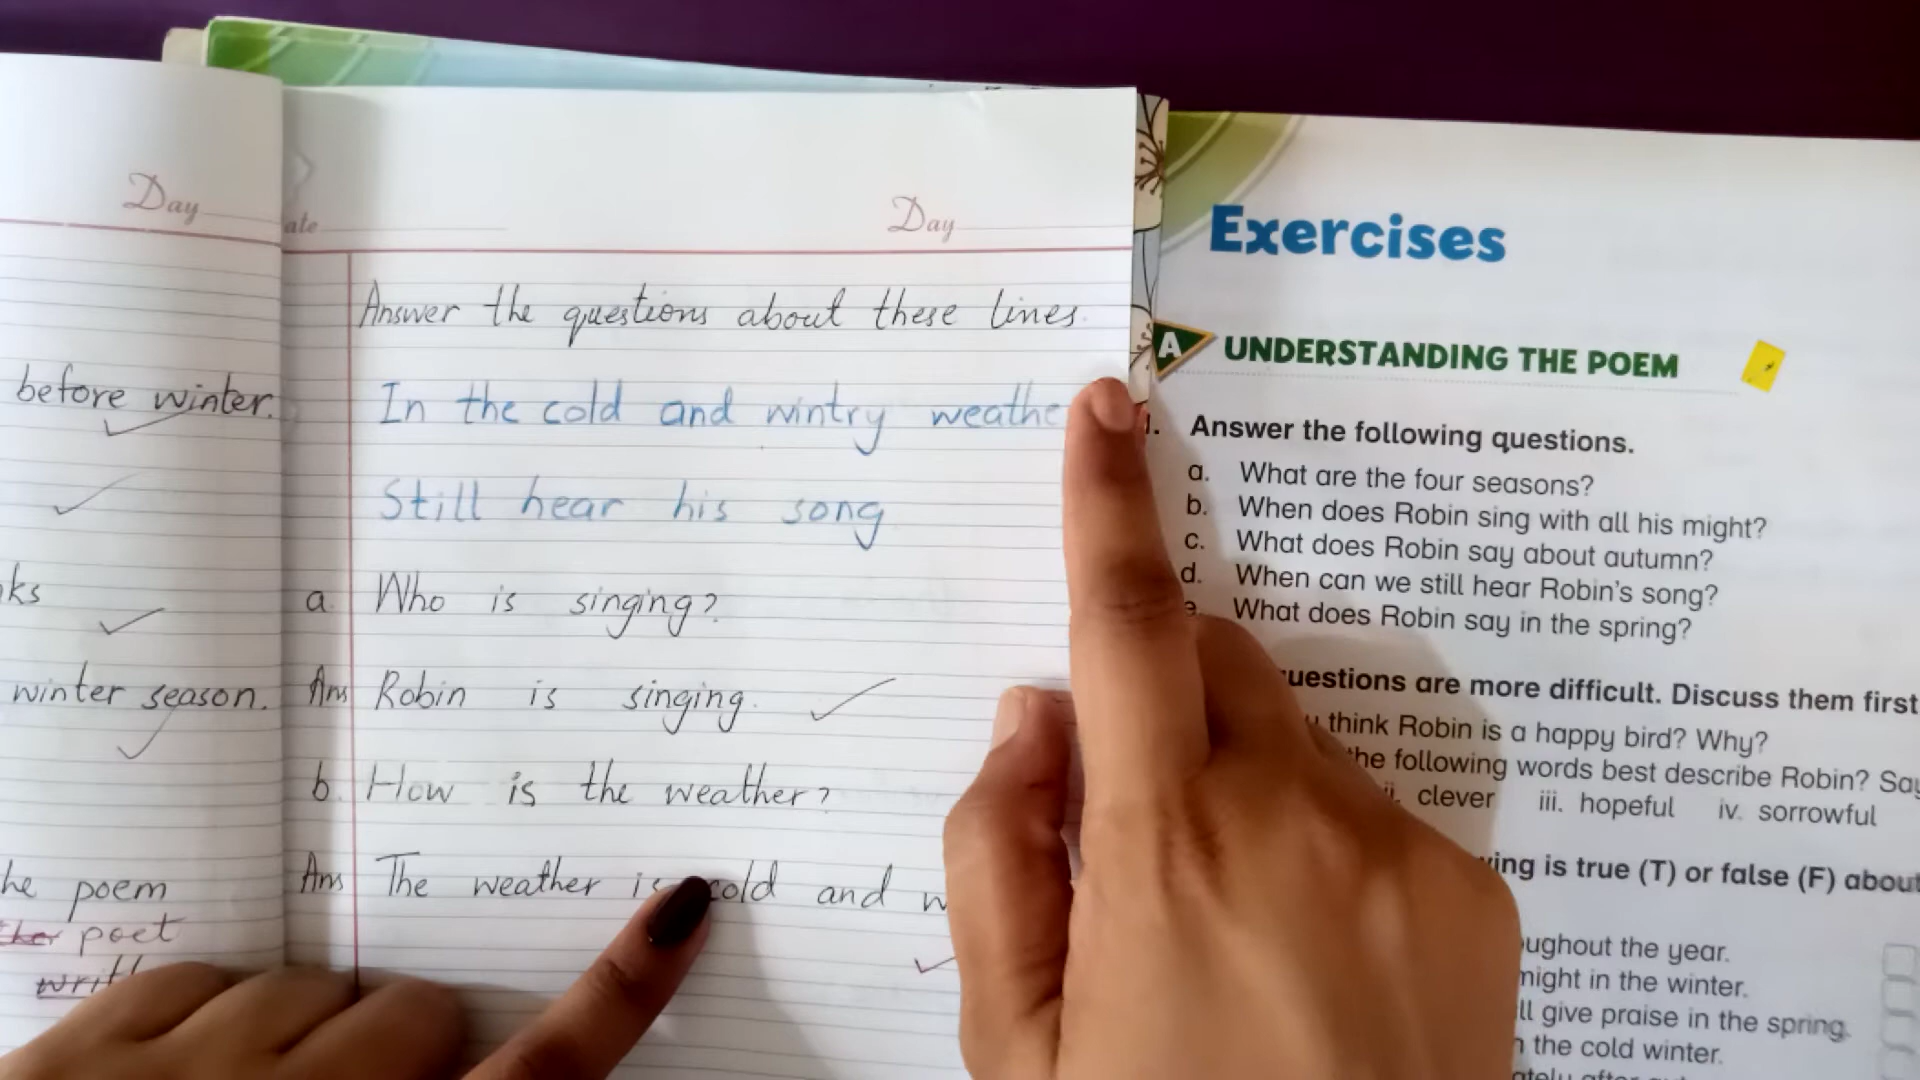 Day
before winter.
ks
winter season.
he poem
poet
ate
Day
Answer the questions about these lines.
In the cold and wintry weathe
Still hear his song
a. Who is singing?
Ans Robin is singing.
b. How is the weather?
Ans The weather is cold and w
Exercises
A UNDERSTANDING THE POEM
1. Answer the following questions.
a. What are the four seasons?
b. When does Robin sing with all his might?
c. What does Robin say about autumn?
d. When can we still hear Robin's song?
e. What does Robin say in the spring?
uestions are more difficult. Discuss them first
think Robin is a happy bird? Why?
the following words best describe Robin? Say
ii. clever iii. hopeful iv. sorrowful
ving is true (T) or false (F) about
ughout the year.
might in the winter.
ll give praise in the spring.
the cold winter.